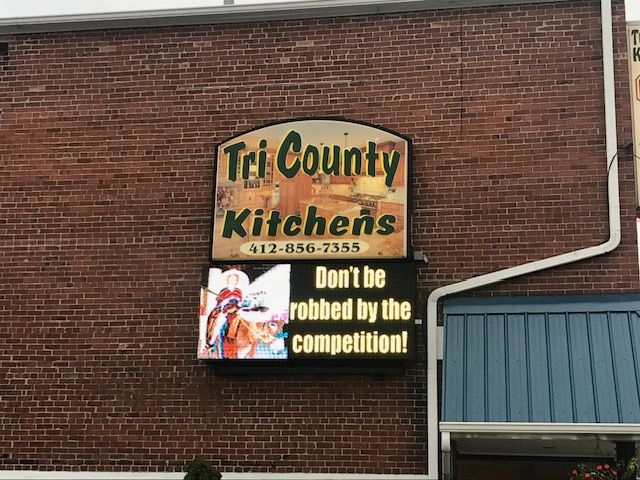 Tri County
Kitchens
412-856-7355
Don't be
robbed by the
competition!